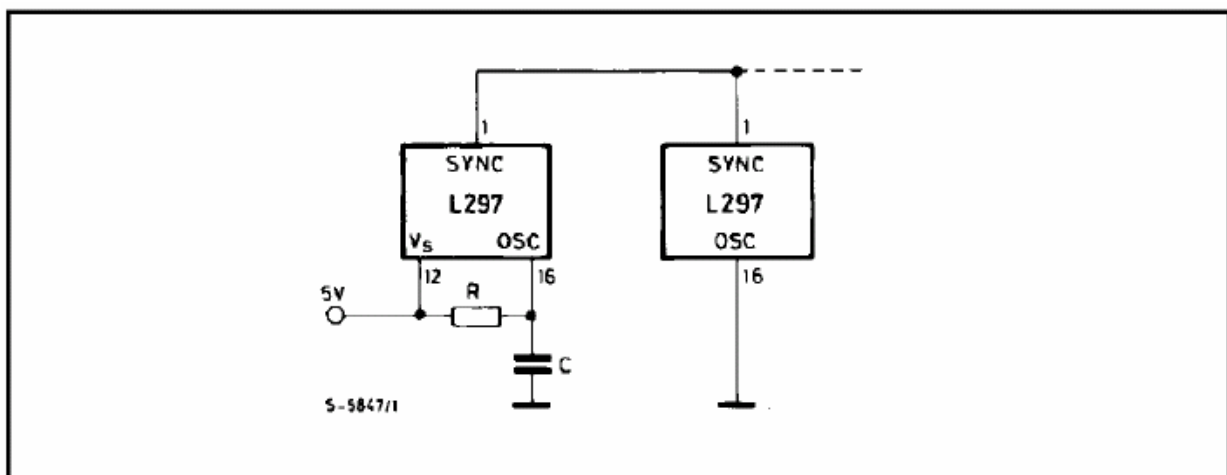 1 1
SYNC SYNC
L297 L297
Vs OSC OSC
12 16 16
5V R
C
S-5847/1